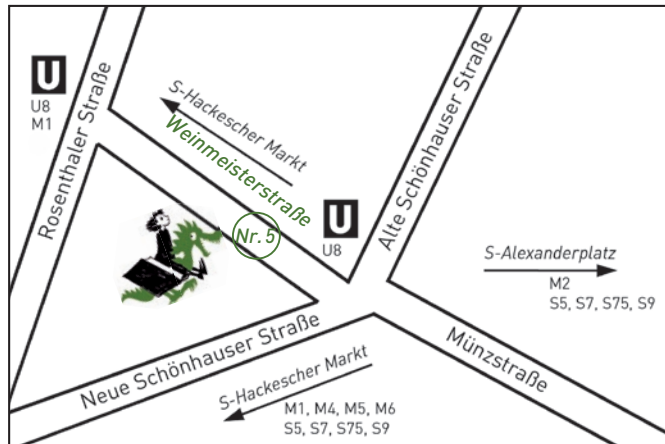 U
U8
M1
Rosenthaler Straße
S-Hackescher Markt
Weinmeisterstraße
Nr. 5
U
U8
Alte Schönhauser Straße
S-Alexanderplatz
M2
S5, S7, S75, S9
Neue Schönhauser Straße
Münzstraße
S-Hackescher Markt
M1, M4, M5, M6
S5, S7, S75, S9